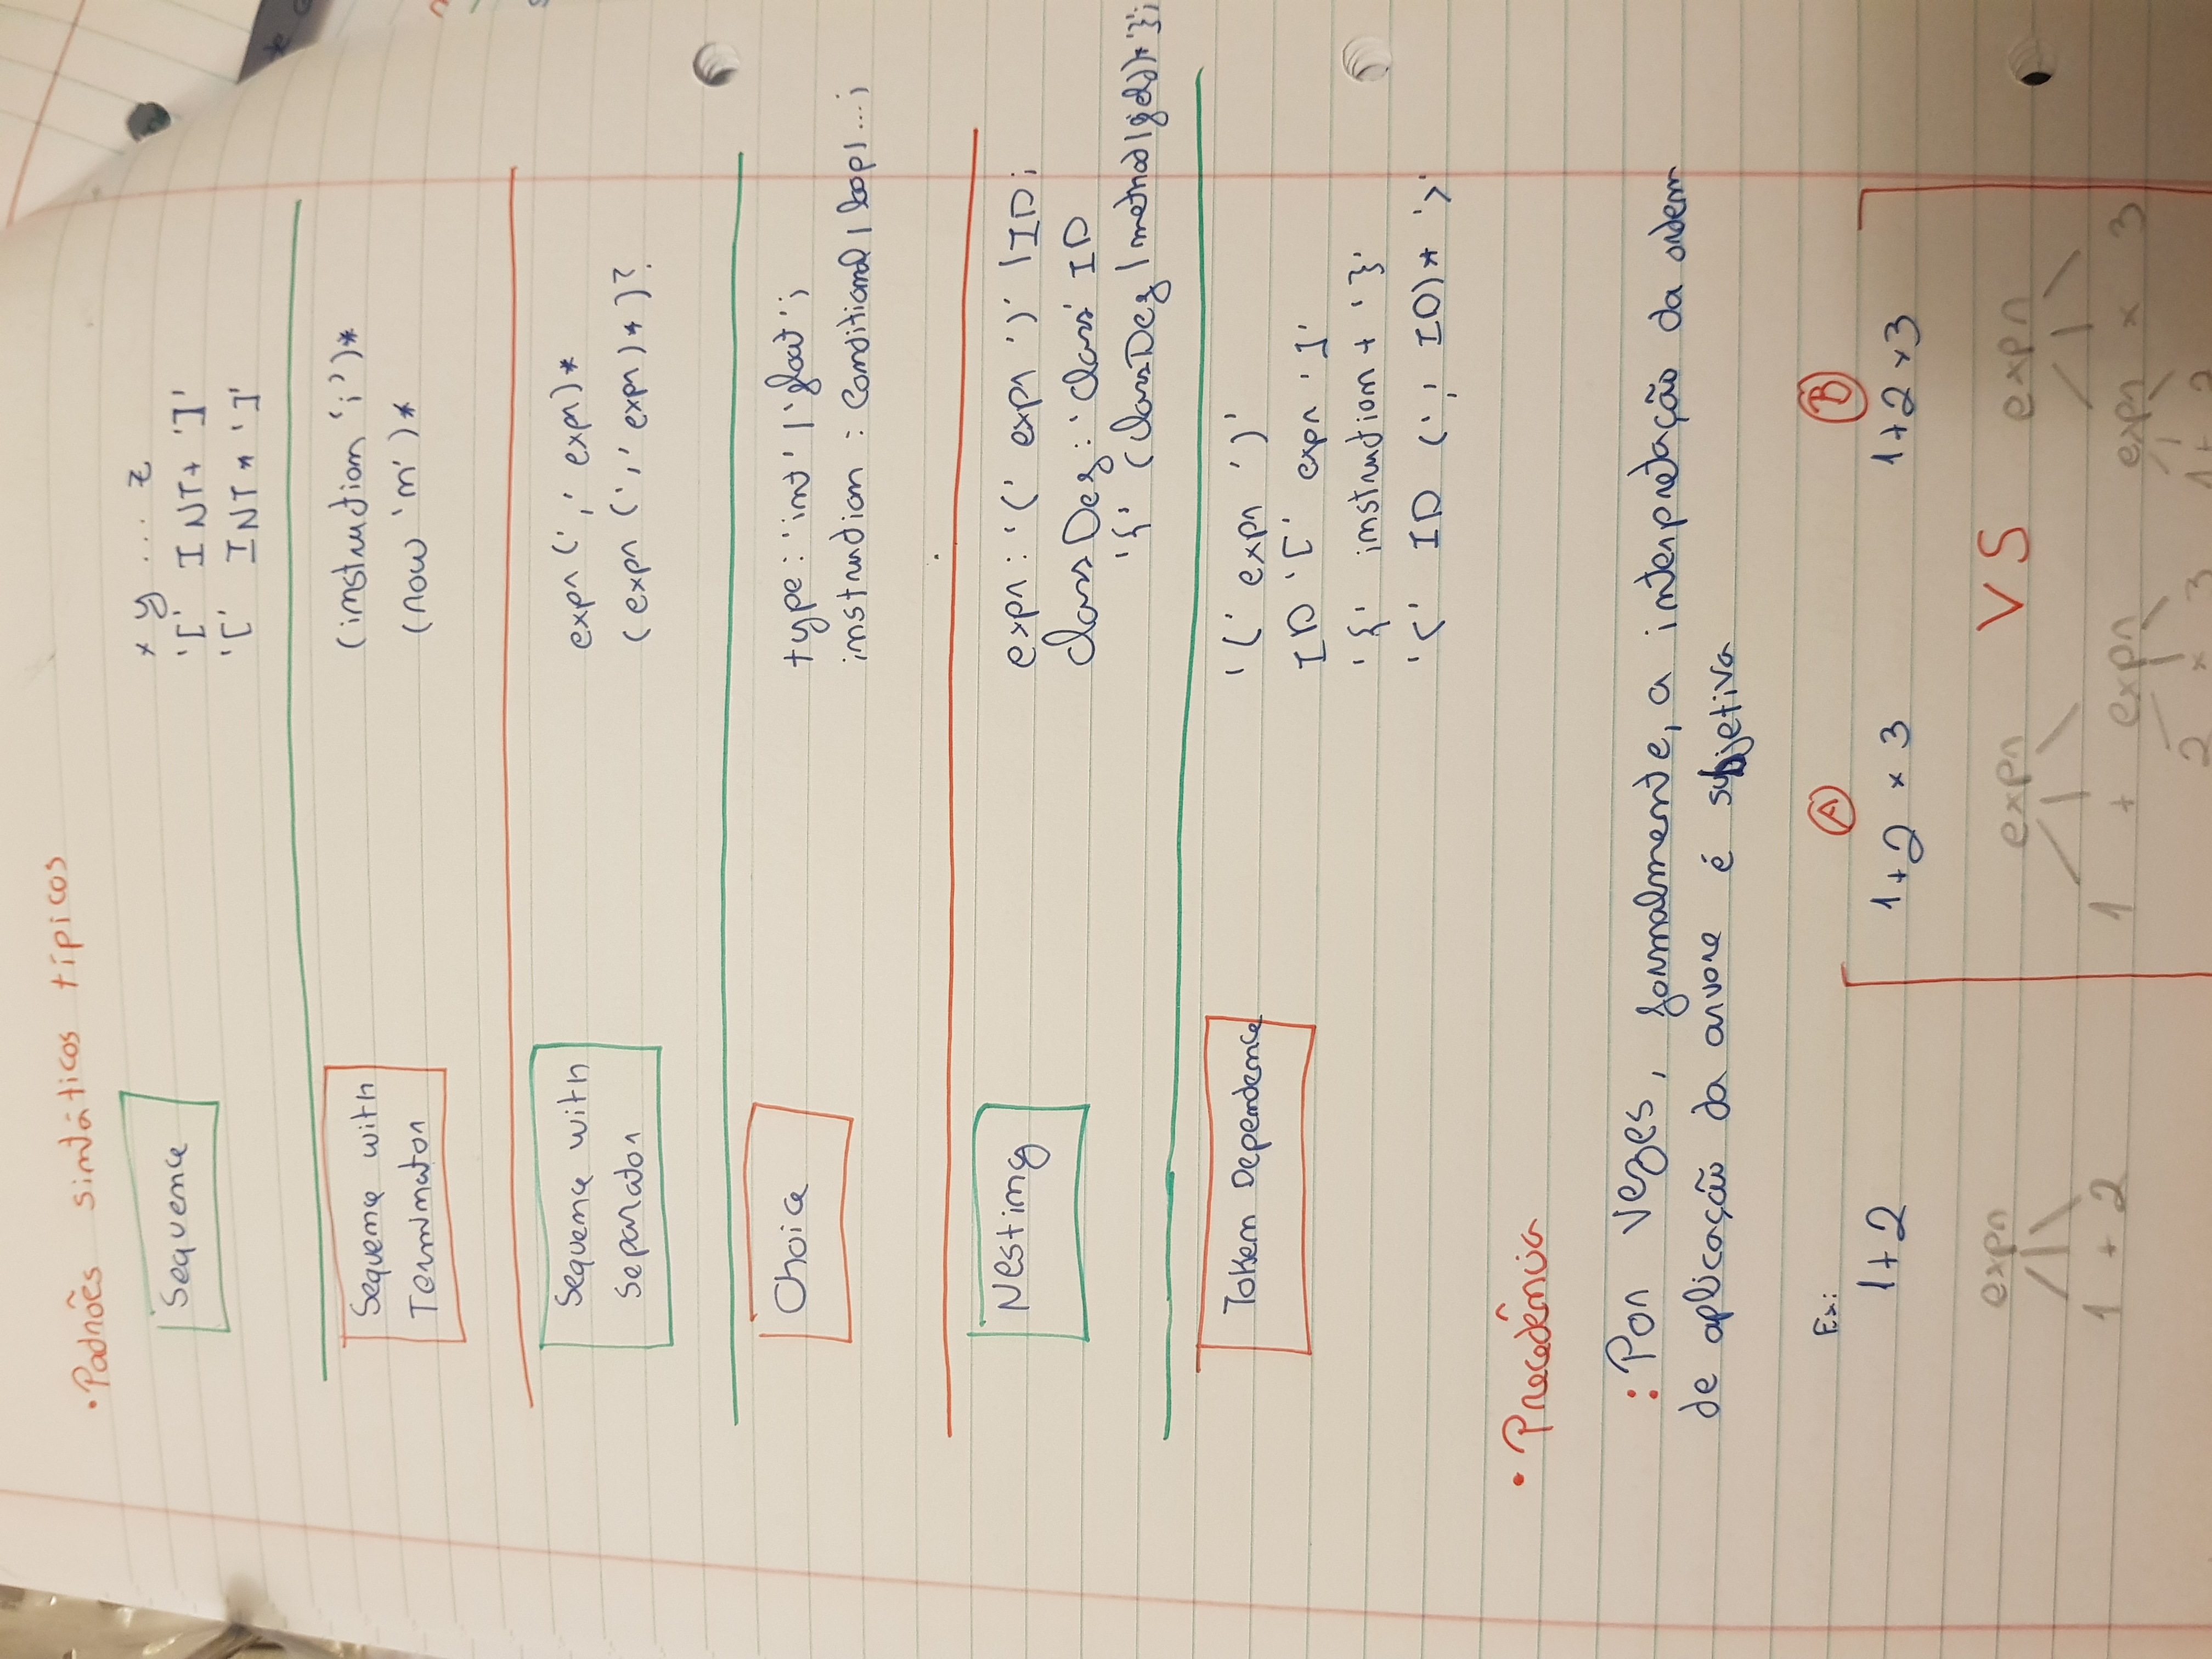 • Padrões sintáticos típicos
Sequence
x y ... z
'[' INT+ ']'
'[' INT* ']'
Sequence with
Terminator
(instruction ';')*
(row '\n')*
Sequence with
Separator
expr (',' expr)*
(expr (',' expr)*)?
Choice
type: 'int' | 'float';
instruction : Conditional | loop | ... ;
Nesting
expr: '(' expr ')' | ID;
classDef: 'class' ID
'{' (classDef | method | field)* '}';
Token Dependence
'(' expr ')'
ID '[' expr ']'
'{' instruction + '}'
'<' ID (',' ID)* '>'
• Precedência
: Por vezes, formalmente, a interpretação da ordem
de aplicação da arvore é subjetiva
Ex:
A
B
1+2
1+2 x 3
1+2 x 3
VS
expr
expr
expr
1 + 2
1 + expr
expr x 3
2 x 3
1 + 2